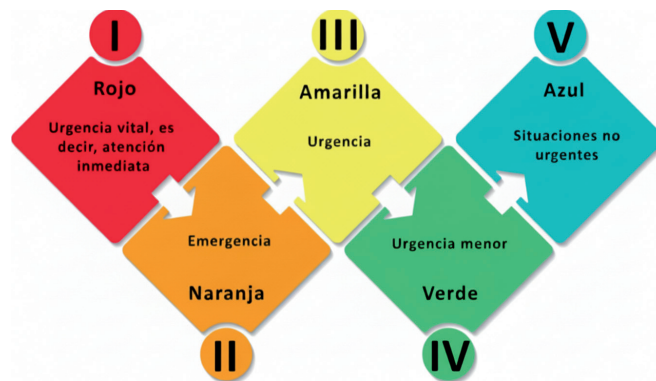 I
Rojo
Urgencia vital, es
decir, atención
inmediata
Emergencia
Naranja
II
III
Amarilla
Urgencia
Urgencia menor
Verde
IV
V
Azul
Situaciones no
urgentes